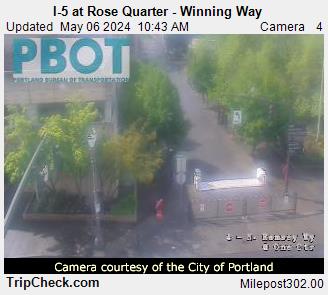 I-5 at Rose Quarter - Winning Way
Updated May 06 2024 10:43 AM Camera 4
PBOT
PORTLAND BUREAU OF TRANSPORTATION
Camera courtesy of the City of Portland
TripCheck.com Milepost302.00